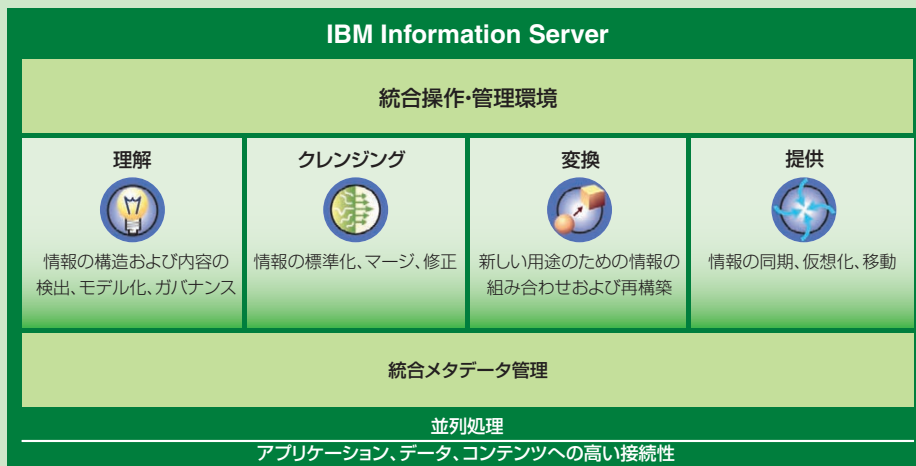 IBM Information Server
統合操作・管理環境
理解
情報の構造および内容の
検出、モデル化、ガバナンス
クレンジング
情報の標準化、マージ、修正
変換
新しい用途のための情報の
組み合わせおよび再構築
提供
情報の同期、仮想化、移動
統合メタデータ管理
並列処理
アプリケーション、データ、コンテンツへの高い接続性